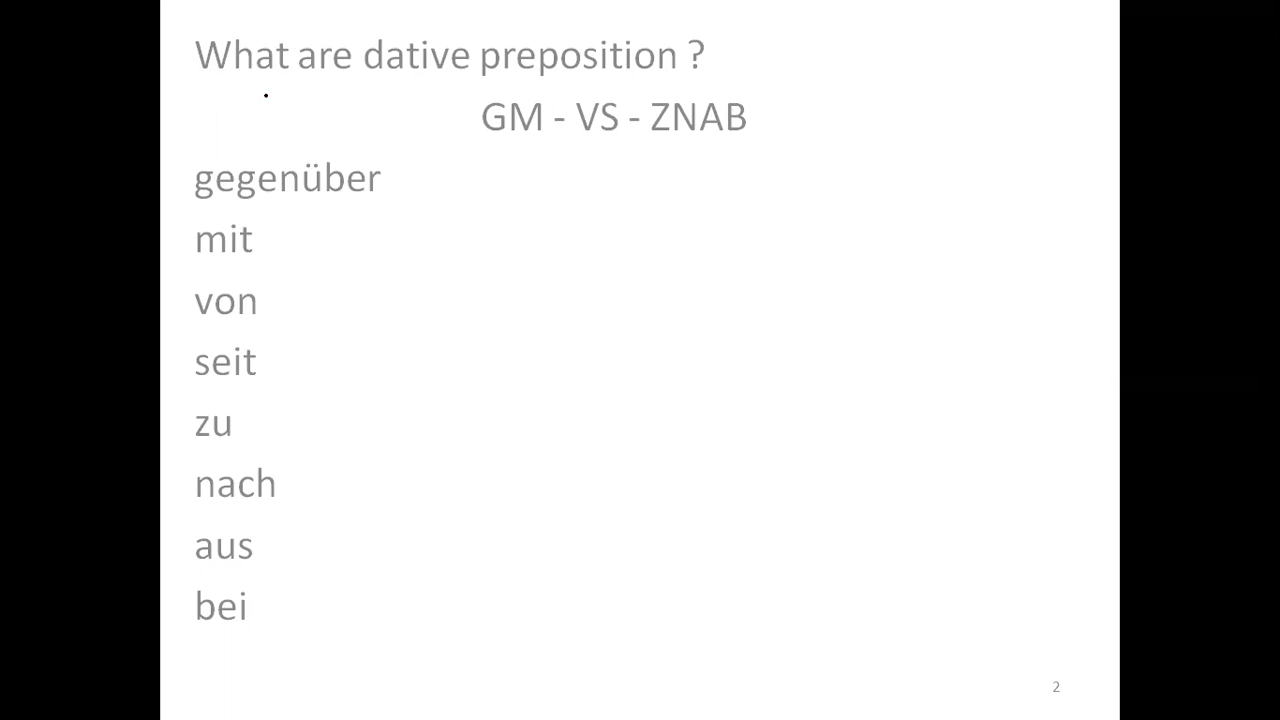 What are dative preposition ?
GM - VS - ZNAB
gegenüber
mit
von
seit
zu
nach
aus
bei
2